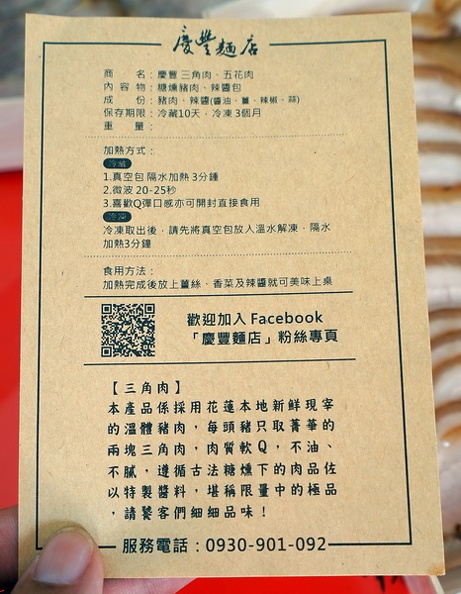 慶豐麵店
商　名：慶豐 三角肉、五花肉
內 容 物：糖燻豬肉、辣醬包
成　份：豬肉、辣醬(醬油、薑、辣椒、蒜)
保存期限：冷藏10天，冷凍3個月
重　量：
加熱方式：
冷藏
1.真空包 隔水加熱 3分鐘
2.微波 20-25秒
3.喜歡Q彈口感亦可開封直接食用
冷凍
冷凍取出後，請先將真空包放入溫水解凍，隔水
加熱3分鐘
食用方法：
加熱完成後放上薑絲、香菜及辣醬就可美味上桌
歡迎加入 Facebook
「慶豐麵店」粉絲專頁
【三角肉】
本產品係採用花蓮本地新鮮現宰
的溫體豬肉，每頭豬只取菁華的
兩塊三角肉，肉質軟Q，不油、
不膩，遵循古法糖燻下的肉品佐
以特製醬料，堪稱限量中的極品
，請饕客們細細品味！
服務電話：0930-901-092